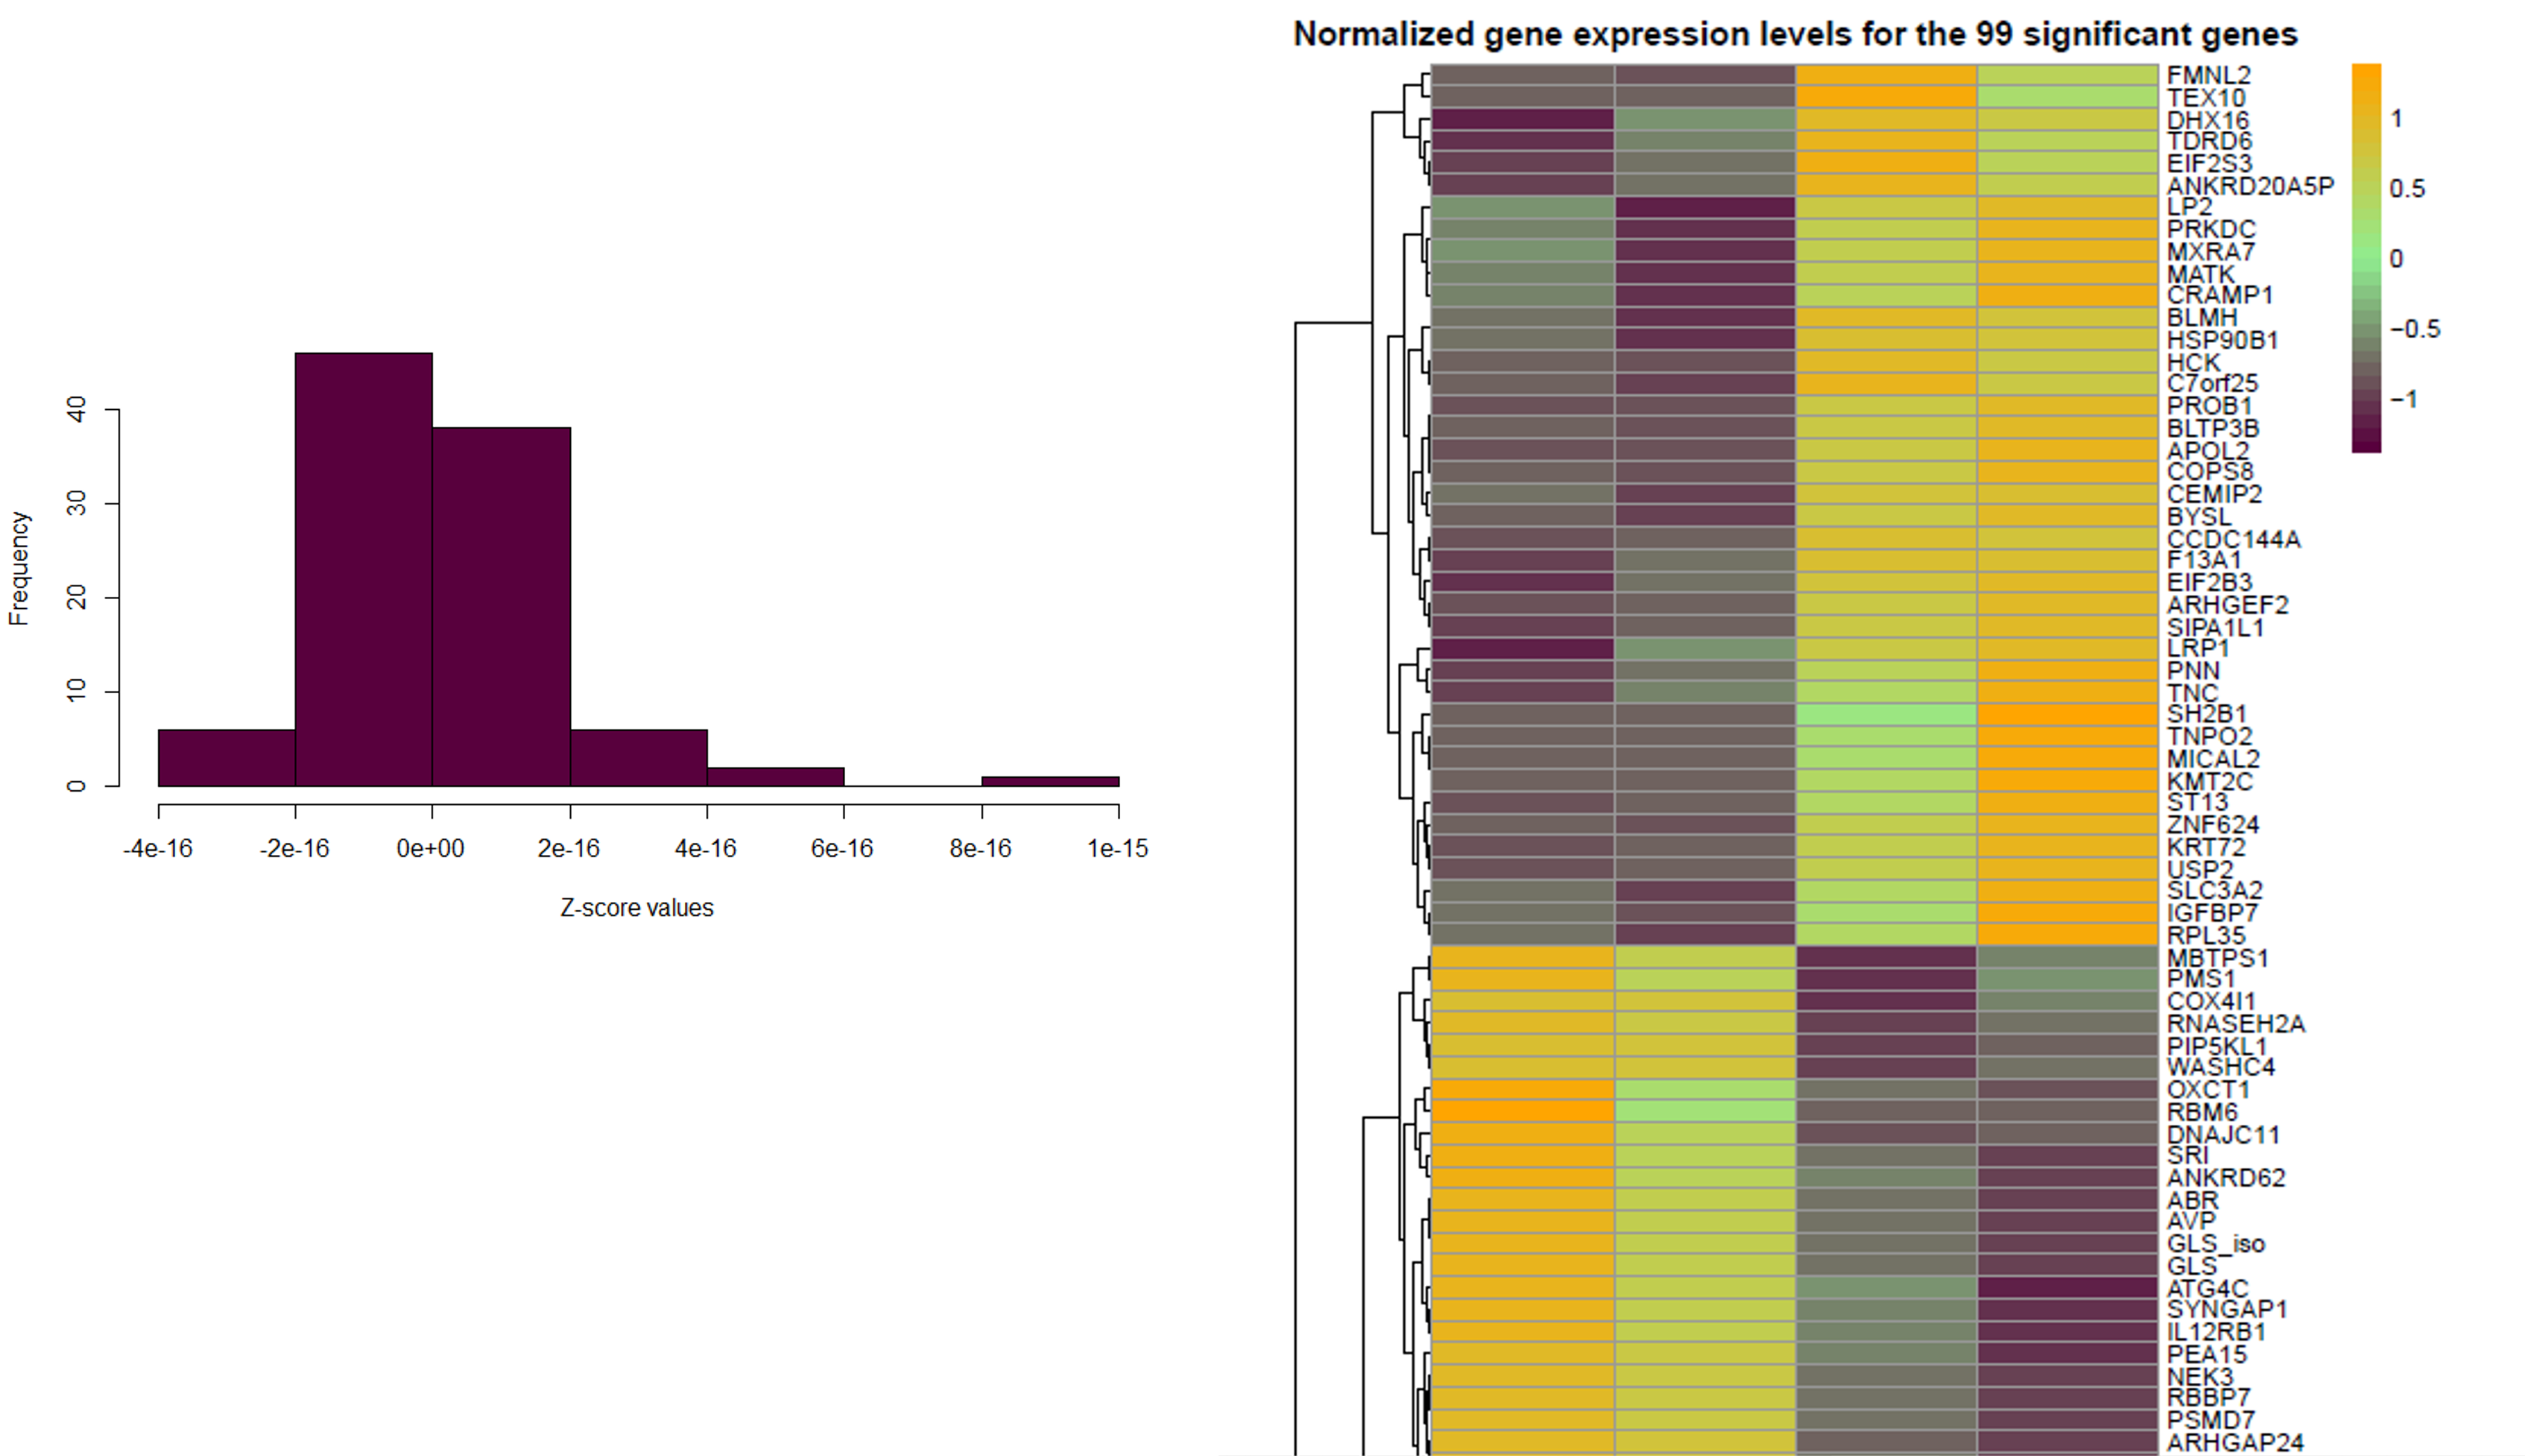 Frequency
40
30
20
10
0
-4e-16
-2e-16
0e+00
2e-16
4e-16
6e-16
8e-16
1e-15
Z-score values
Normalized gene expression levels for the 99 significant genes
FMNL2
TEX10
DHX16
TDRD6
EIF2S3
ANKRD20A5P
LP2
PRKDC
MXRA7
MATK
CRAMP1
BLMH
HSP90B1
HCK
C7orf25
PROB1
BLTP3B
APOL2
COPS8
CEMIP2
BYSL
CCDC144A
F13A1
EIF2B3
ARHGEF2
SIPA1L1
LRP1
PNN
TNC
SH2B1
TNPO2
MICAL2
KMT2C
ST13
ZNF624
KRT72
USP2
SLC3A2
IGFBP7
RPL35
MBTPS1
PMS1
COX4I1
RNASEH2A
PIP5KL1
WASHC4
OXCT1
RBM6
DNAJC11
SRI
ANKRD62
ABR
AVP
GLS_iso
GLS
ATG4C
SYNGAP1
IL12RB1
PEA15
NEK3
RBBP7
PSMD7
ARHGAP24
1
0.5
0
−0.5
−1